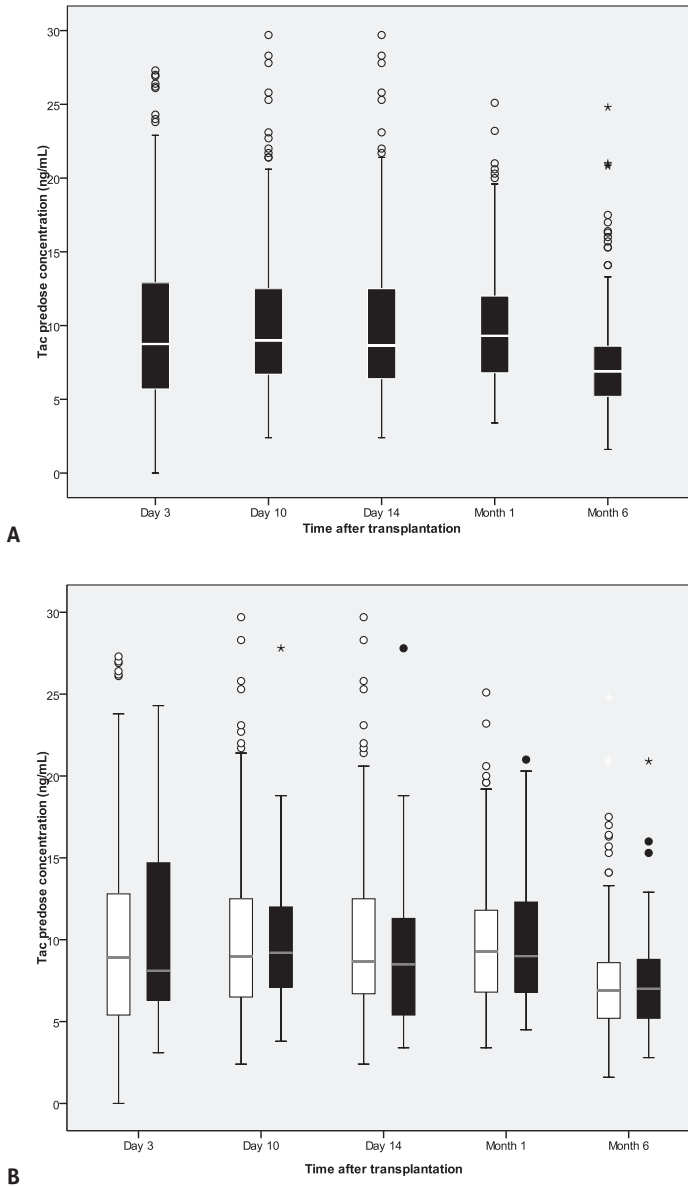 30
25
20
15
10
5
0
Tac predose concentration (ng/mL)
Day 3 Day 10 Day 14 Month 1 Month 6
Time after transplantation
A
30
25
20
15
10
5
0
Tac predose concentration (ng/mL)
Day 3 Day 10 Day 14 Month 1 Month 6
Time after transplantation
B